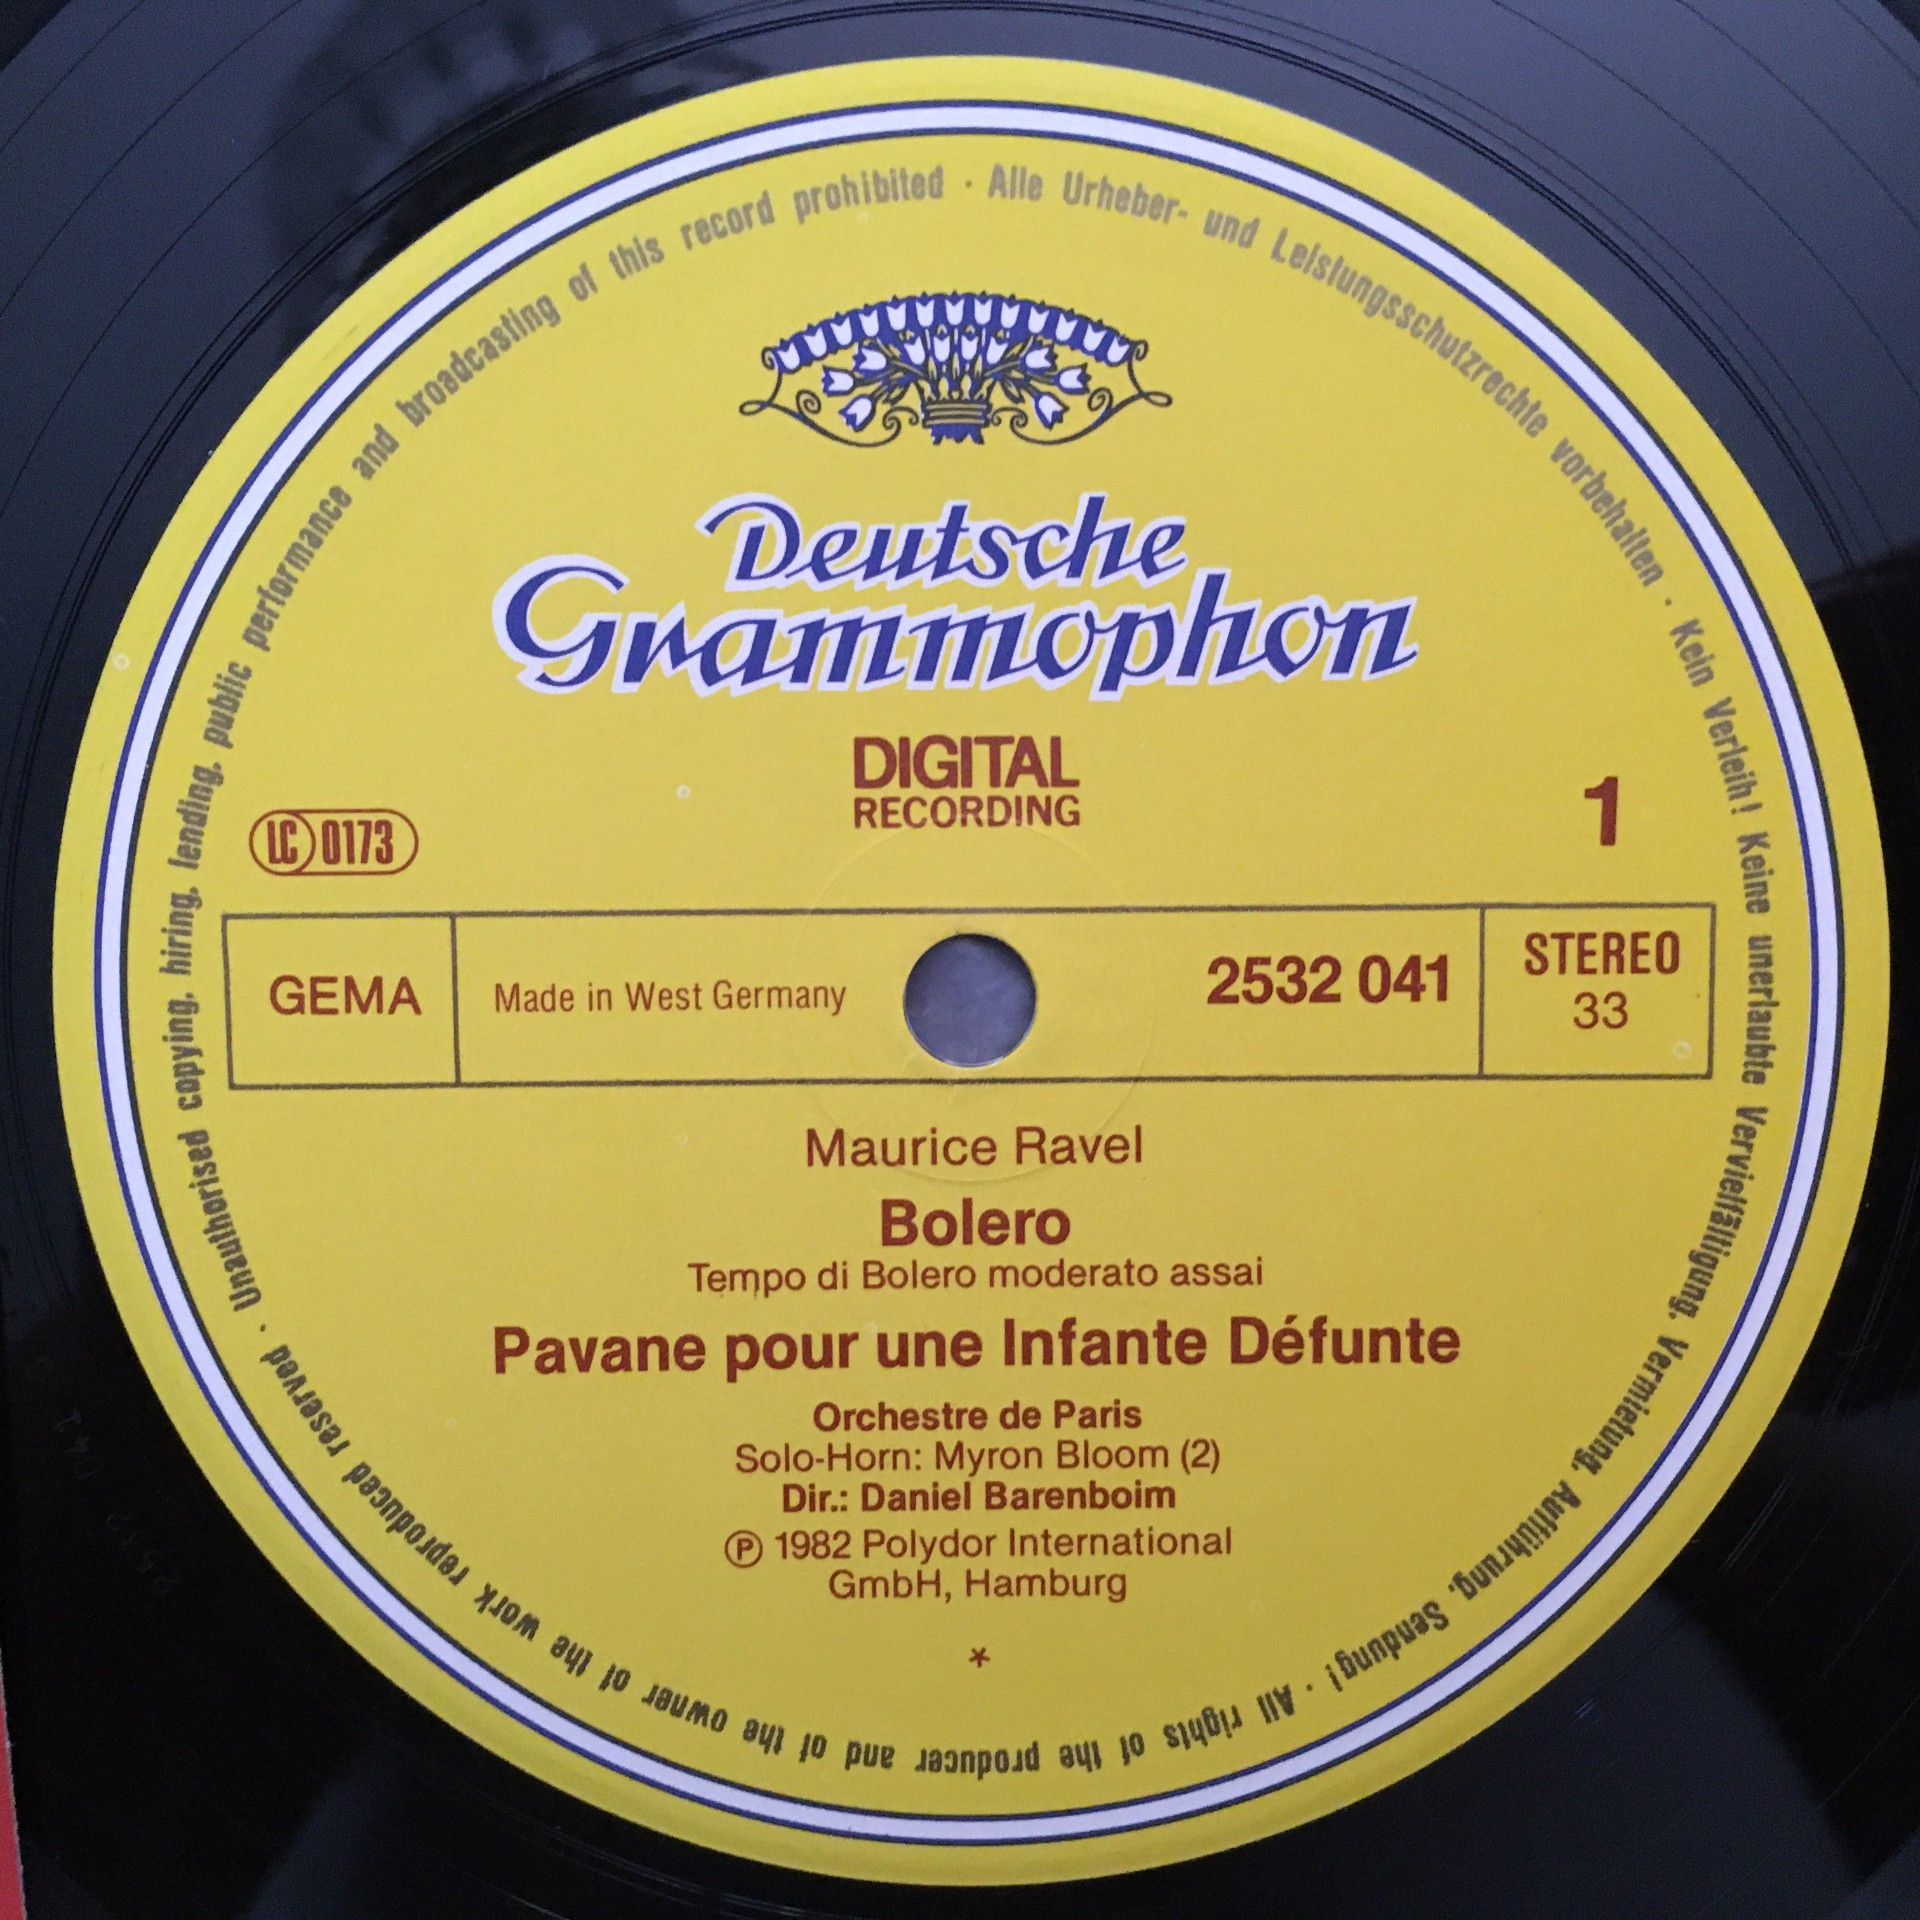 Deutsche
Grammophon
DIGITAL
RECORDING
LC 0173
1
GEMA
Made in West Germany
2532 041
STEREO
33
Maurice Ravel
Bolero
Tempo di Bolero moderato assai
Pavane pour une Infante Défunte
Orchestre de Paris
Solo-Horn: Myron Bloom (2)
Dir.: Daniel Barenboim
Ⓟ 1982 Polydor International
GmbH, Hamburg
*
Alle Urheber- und Leistungsschutzrechte vorbehalten · Kein Verleih! Keine unerlaubte Vervielfältigung, Vermietung, Aufführung, Sendung! · All rights of the producer and of the owner of the work reproduced reserved · Unauthorised copying, hiring, lending, public performance and broadcasting of this record prohibited ·